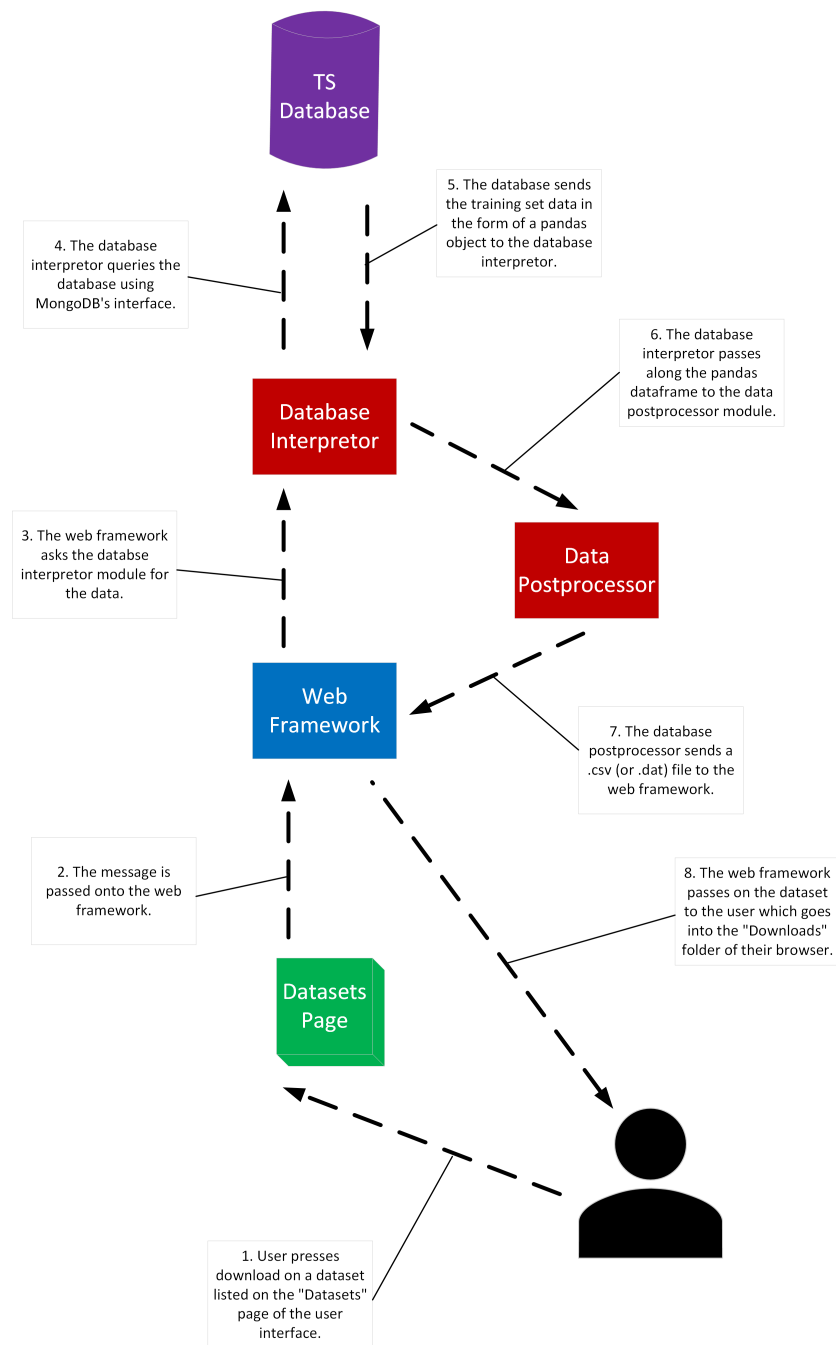 TS
Database
5. The database sends
the training set data in
the form of a pandas
object to the database
interpretor.
4. The database
interpretor queries the
database using
MongoDB's interface.
6. The database
interpretor passes
along the pandas
dataframe to the data
postprocessor module.
Database
Interpretor
3. The web framework
asks the databse
interpretor module for
the data.
Data
Postprocessor
Web
Framework
7. The database
postprocessor sends a
.csv (or .dat) file to the
web framework.
2. The message is
passed onto the web
framework.
8. The web framework
passes on the dataset
to the user which goes
into the "Downloads"
folder of their browser.
Datasets
Page
1. User presses
download on a dataset
listed on the "Datasets"
page of the user
interface.